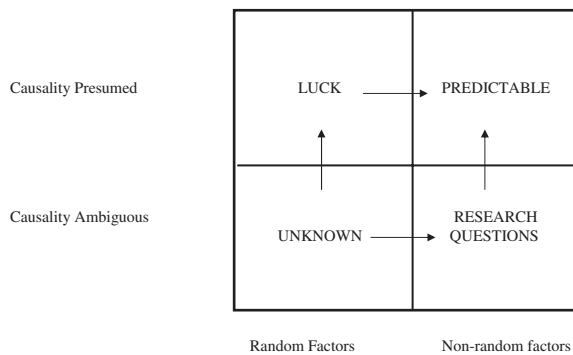 Causality Presumed
LUCK
PREDICTABLE
Causality Ambiguous
UNKNOWN
RESEARCH
QUESTIONS
Random Factors
Non-random factors